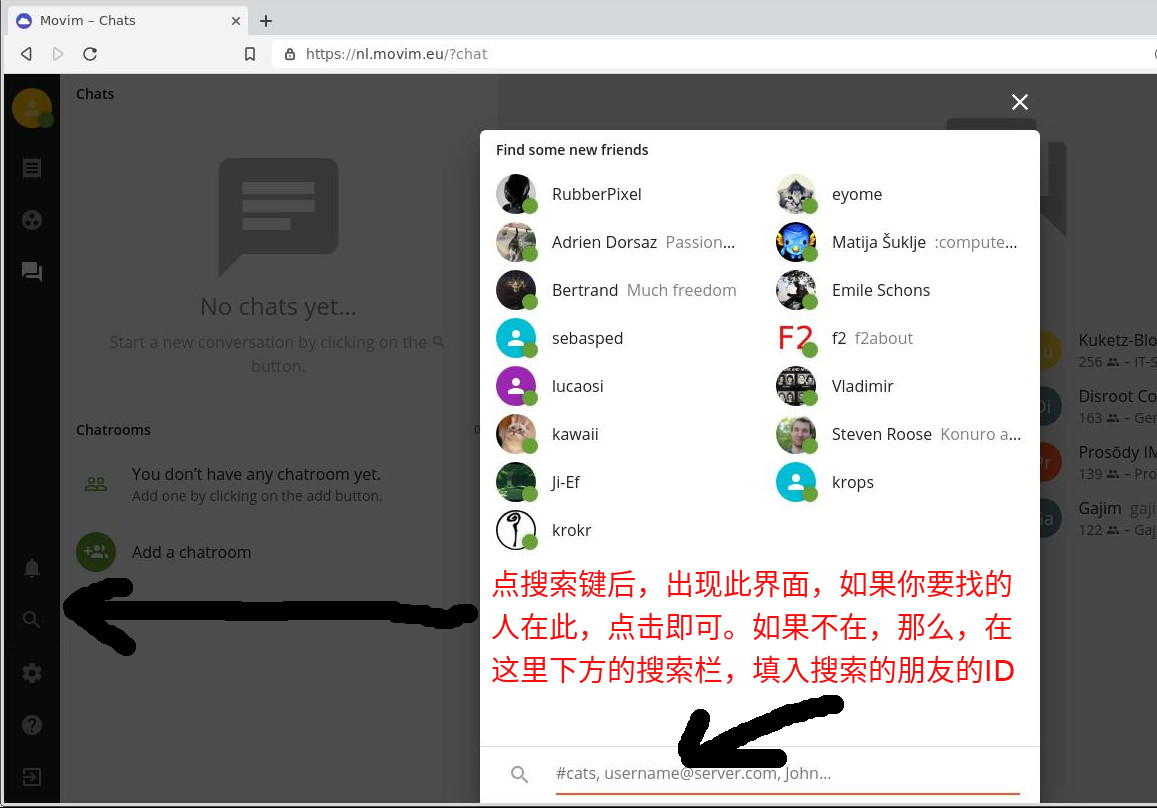 Movim – Chats
https://nl.movim.eu/?chat
Chats
No chats yet...
Start a new conversation by clicking on the
button.
Chatrooms
You don’t have any chatroom yet.
Add one by clicking on the add button.
Add a chatroom
Find some new friends
RubberPixel
eyome
Adrien Dorsaz Passion...
Matija Šuklje :compute...
Bertrand Much freedom
Emile Schons
sebasped
F2
f2 f2about
lucaosi
Vladimir
kawaii
Steven Roose Konuro a...
Ji-Ef
krops
krokr
点搜索键后，出现此界面，如果你要找的
人在此，点击即可。如果不在，那么，在
这里下方的搜索栏，填入搜索的朋友的ID
#cats, username@server.com, John...
Kuketz-Blo
256 – IT-S
Di
Disroot Co
163 – Ger
Pr
Prosŏdy IM
139 – Pro
Ga
Gajim gaji
122 – Gaj